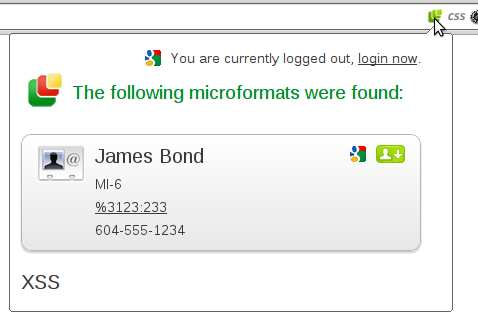 css
You are currently logged out, login now.
The following microformats were found:
James Bond
MI-6
%3123:233
604-555-1234
XSS